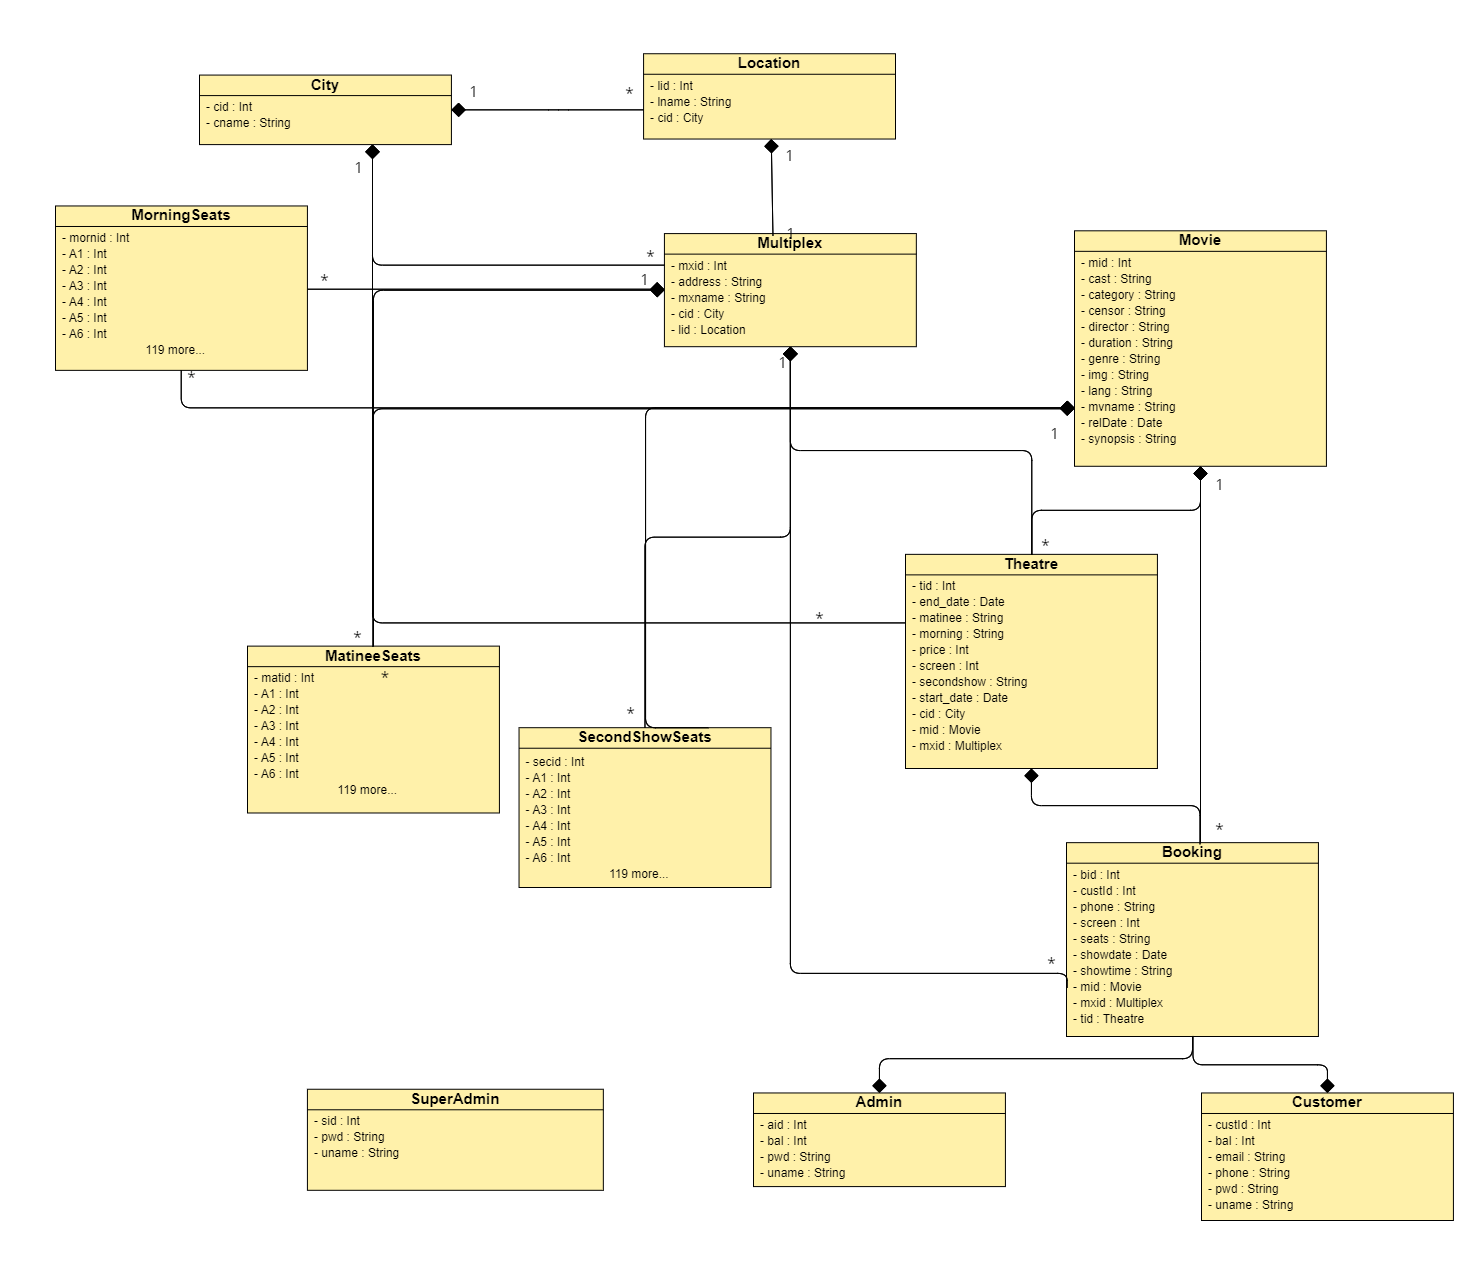 City
- cid : Int
- cname : String
1
*
1
Location
- lid : Int
- lname : String
- cid : City
1
1
MorningSeats
- mornid : Int
- A1 : Int
- A2 : Int
- A3 : Int
- A4 : Int
- A5 : Int
- A6 : Int
119 more...
*
*
Multiplex
- mxid : Int
- address : String
- mxname : String
- cid : City
- lid : Location
*
1
1
Movie
- mid : Int
- cast : String
- category : String
- censor : String
- director : String
- duration : String
- genre : String
- img : String
- lang : String
- mvname : String
- relDate : Date
- synopsis : String
1
1
*
Theatre
- tid : Int
- end_date : Date
- matinee : String
- morning : String
- price : Int
- screen : Int
- secondshow : String
- start_date : Date
- cid : City
- mid : Movie
- mxid : Multiplex
*
*
MatineeSeats
- matid : Int
*
- A1 : Int
- A2 : Int
- A3 : Int
- A4 : Int
- A5 : Int
- A6 : Int
119 more...
*
SecondShowSeats
- secid : Int
- A1 : Int
- A2 : Int
- A3 : Int
- A4 : Int
- A5 : Int
- A6 : Int
119 more...
*
Booking
- bid : Int
- custId : Int
- phone : String
- screen : Int
- seats : String
- showdate : Date
- showtime : String
- mid : Movie
- mxid : Multiplex
- tid : Theatre
*
SuperAdmin
- sid : Int
- pwd : String
- uname : String
Admin
- aid : Int
- bal : Int
- pwd : String
- uname : String
Customer
- custId : Int
- bal : Int
- email : String
- phone : String
- pwd : String
- uname : String